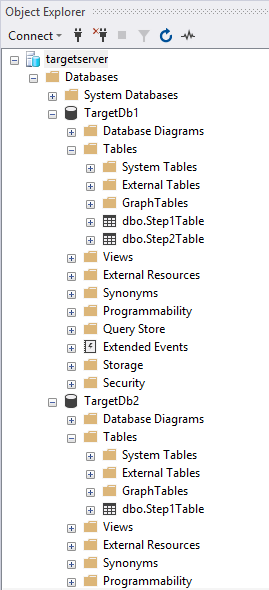 Object Explorer
Connect
targetserver
Databases
System Databases
TargetDb1
Database Diagrams
Tables
System Tables
External Tables
GraphTables
dbo.Step1Table
dbo.Step2Table
Views
External Resources
Synonyms
Programmability
Query Store
Extended Events
Storage
Security
TargetDb2
Database Diagrams
Tables
System Tables
External Tables
GraphTables
dbo.Step1Table
Views
External Resources
Synonyms
Programmability